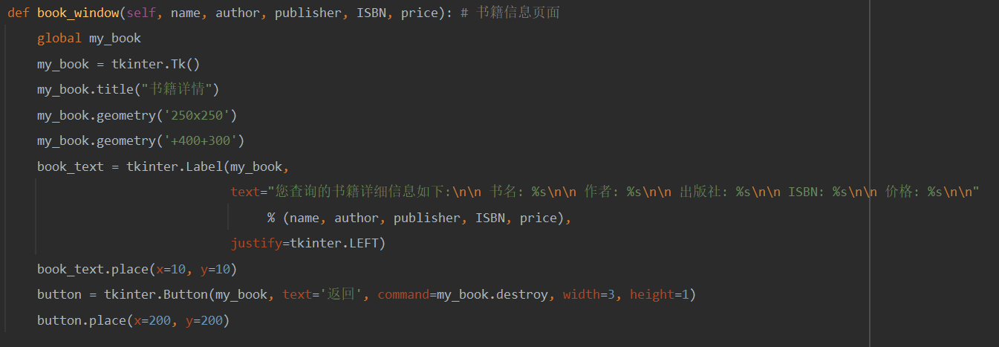 def book_window(self, name, author, publisher, ISBN, price): # 书籍信息页面
    global my_book
    my_book = tkinter.Tk()
    my_book.title("书籍详情")
    my_book.geometry('250x250')
    my_book.geometry('+400+300')
    book_text = tkinter.Label(my_book,
                              text="您查询的书籍详细信息如下:\n\n 书名: %s\n\n 作者: %s\n\n 出版社: %s\n\n ISBN: %s\n\n 价格: %s\n\n"
                                   % (name, author, publisher, ISBN, price),
                              justify=tkinter.LEFT)
    book_text.place(x=10, y=10)
    button = tkinter.Button(my_book, text='返回', command=my_book.destroy, width=3, height=1)
    button.place(x=200, y=200)